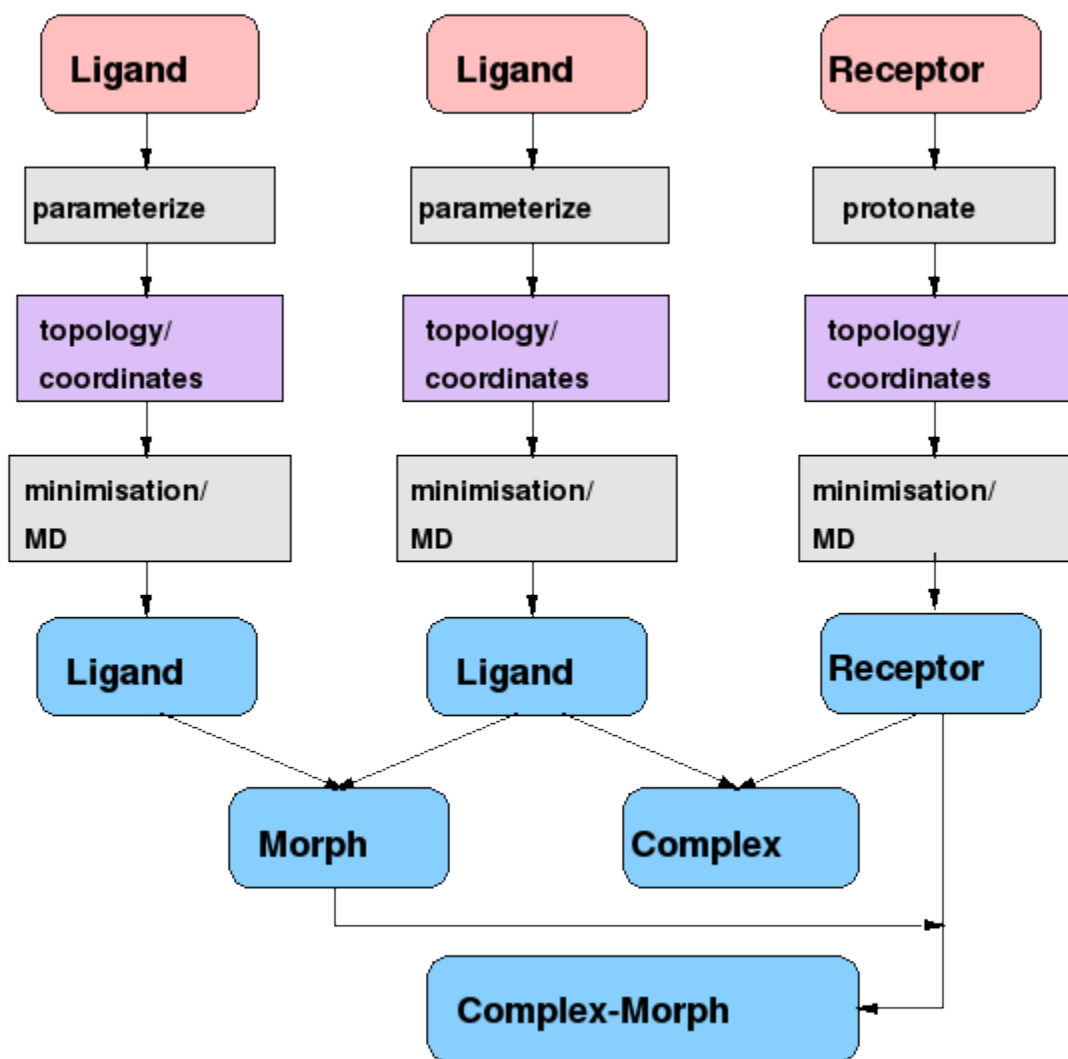 Ligand
Ligand
Receptor
parameterize
parameterize
protonate
topology/
coordinates
topology/
coordinates
topology/
coordinates
minimisation/
MD
minimisation/
MD
minimisation/
MD
Ligand
Ligand
Receptor
Morph
Complex
Complex-Morph